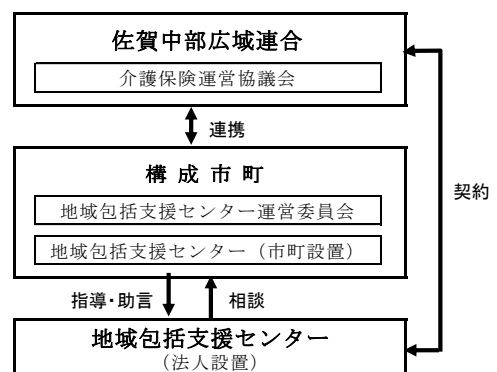 佐賀中部広域連合
介護保険運営協議会
連携
構成市町
契約
地域包括支援センター運営委員会
地域包括支援センター（市町設置）
指導・助言
相談
地域包括支援センター
（法人設置）